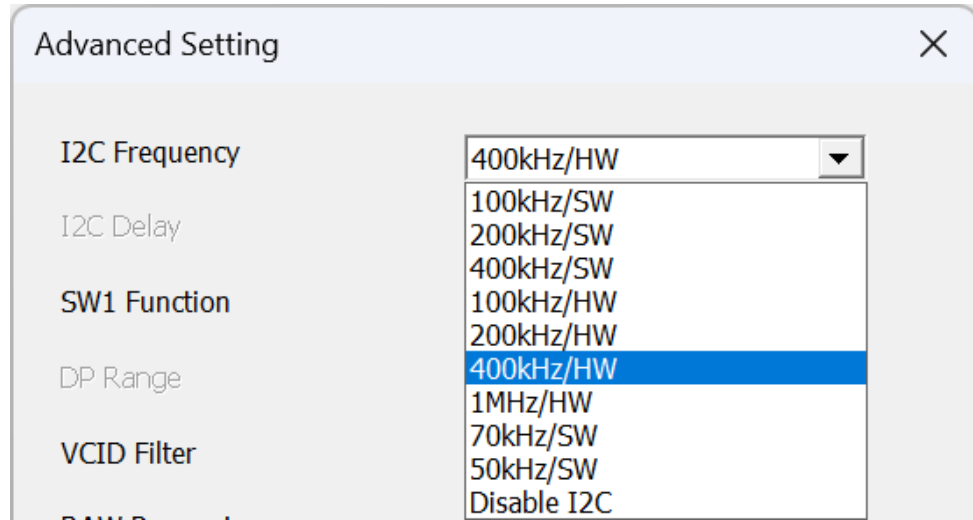 Advanced Setting
I2C Frequency
400kHz/HW
100kHz/SW
200kHz/SW
400kHz/SW
100kHz/HW
200kHz/HW
400kHz/HW
1MHz/HW
70kHz/SW
50kHz/SW
Disable I2C
I2C Delay
SW1 Function
DP Range
VCID Filter